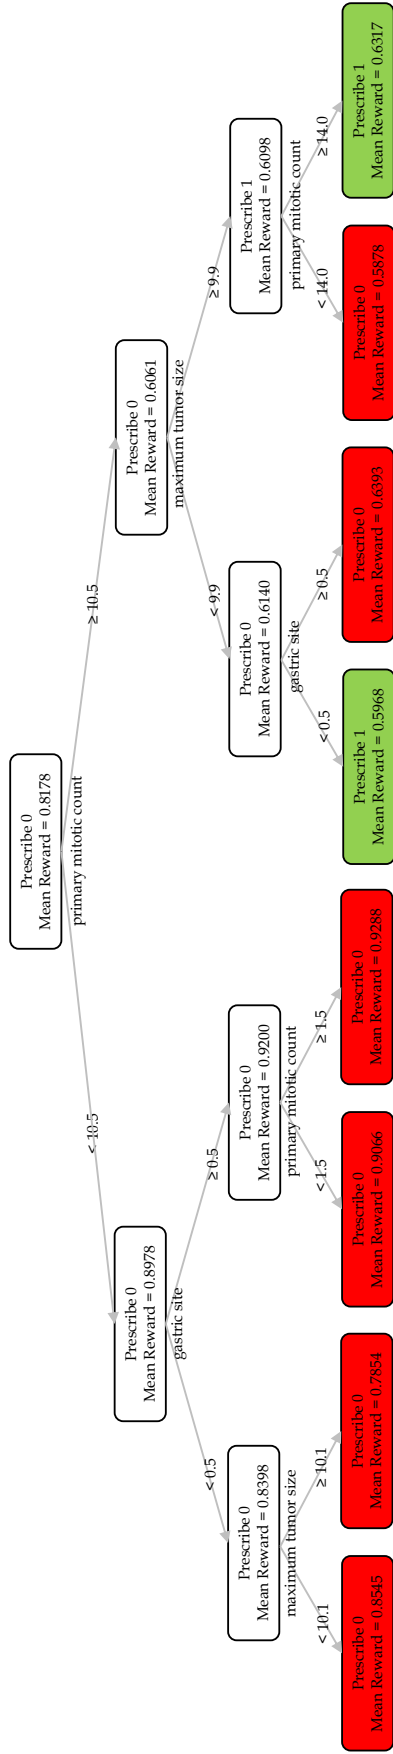 Prescribe 0
Mean Reward = 0.8178
primary mitotic count
< 10.5
≥ 10.5
Prescribe 0
Mean Reward = 0.8978
gastric site
Prescribe 0
Mean Reward = 0.6061
maximum tumor size
< 0.5
≥ 0.5
< 9.9
≥ 9.9
Prescribe 0
Mean Reward = 0.8398
maximum tumor size
Prescribe 0
Mean Reward = 0.9200
primary mitotic count
Prescribe 0
Mean Reward = 0.6140
gastric site
Prescribe 1
Mean Reward = 0.6098
primary mitotic count
< 10.1
≥ 10.1
< 1.5
≥ 1.5
< 0.5
≥ 0.5
< 14.0
≥ 14.0
Prescribe 0
Mean Reward = 0.8545
Prescribe 0
Mean Reward = 0.7854
Prescribe 0
Mean Reward = 0.9066
Prescribe 0
Mean Reward = 0.9288
Prescribe 1
Mean Reward = 0.5968
Prescribe 0
Mean Reward = 0.6393
Prescribe 0
Mean Reward = 0.5878
Prescribe 1
Mean Reward = 0.6317